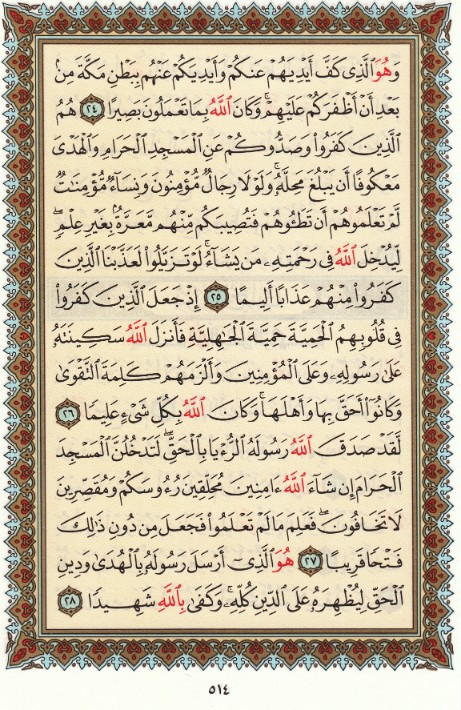 وَهُوَ ٱلَّذِى كَفَّ أَيْدِيَهُمْ عَنكُمْ وَأَيْدِيَكُمْ عَنْهُم بِبَطْنِ مَكَّةَ مِنۢ
بَعْدِ أَنْ أَظْفَرَكُمْ عَلَيْهِمْ ۚ وَكَانَ ٱللَّهُ بِمَا تَعْمَلُونَ بَصِيرًا ٢٤ هُمُ
ٱلَّذِينَ كَفَرُوا۟ وَصَدُّوكُمْ عَنِ ٱلْمَسْجِدِ ٱلْحَرَامِ وَٱلْهَدْىَ
مَعْكُوفًا أَن يَبْلُغَ مَحِلَّهُۥ ۚ وَلَوْلَا رِجَالٌ مُّؤْمِنُونَ وَنِسَآءٌ مُّؤْمِنَٰتٌ
لَّمْ تَعْلَمُوهُمْ أَن تَطَـُٔوهُمْ فَتُصِيبَكُم مِّنْهُم مَّعَرَّةٌۢ بِغَيْرِ عِلْمٍ ۖ
لِّيُدْخِلَ ٱللَّهُ فِى رَحْمَتِهِۦ مَن يَشَآءُ ۚ لَوْ تَزَيَّلُوا۟ لَعَذَّبْنَا ٱلَّذِينَ
كَفَرُوا۟ مِنْهُمْ عَذَابًا أَلِيمًا ٢٥ إِذْ جَعَلَ ٱلَّذِينَ كَفَرُوا۟
فِى قُلُوبِهِمُ ٱلْحَمِيَّةَ حَمِيَّةَ ٱلْجَٰهِلِيَّةِ فَأَنزَلَ ٱللَّهُ سَكِينَتَهُۥ
عَلَىٰ رَسُولِهِۦ وَعَلَى ٱلْمُؤْمِنِينَ وَأَلْزَمَهُمْ كَلِمَةَ ٱلتَّقْوَىٰ
وَكَانُوٓا۟ أَحَقَّ بِهَا وَأَهْلَهَا ۚ وَكَانَ ٱللَّهُ بِكُلِّ شَىْءٍ عَلِيمًا ٢٦
لَّقَدْ صَدَقَ ٱللَّهُ رَسُولَهُ ٱلرُّءْيَا بِٱلْحَقِّ ۖ لَتَدْخُلُنَّ ٱلْمَسْجِدَ
ٱلْحَرَامَ إِن شَآءَ ٱللَّهُ ءَامِنِينَ مُحَلِّقِينَ رُءُوسَكُمْ وَمُقَصِّرِينَ
لَا تَخَافُونَ ۖ فَعَلِمَ مَا لَمْ تَعْلَمُوا۟ فَجَعَلَ مِن دُونِ ذَٰلِكَ
فَتْحًا قَرِيبًا ٢٧ هُوَ ٱلَّذِىٓ أَرْسَلَ رَسُولَهُۥ بِٱلْهُدَىٰ وَدِينِ
ٱلْحَقِّ لِيُظْهِرَهُۥ عَلَى ٱلدِّينِ كُلِّهِۦ ۚ وَكَفَىٰ بِٱللَّهِ شَهِيدًا ٢٨
٥١٤